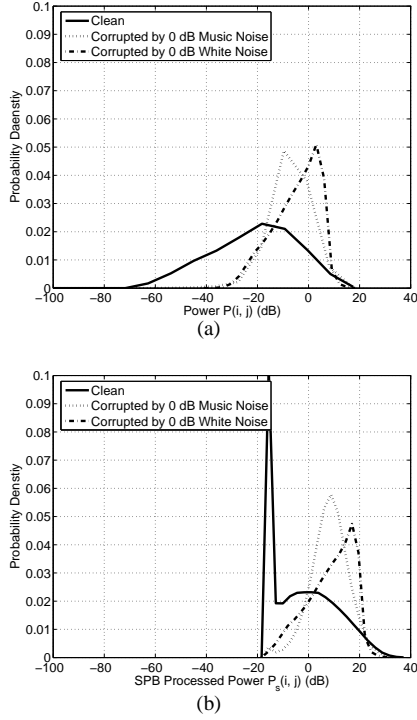 0.1
0.09
0.08
0.07
0.06
0.05
0.04
0.03
0.02
0.01
0
Probability Daenstiy
Clean
Corrupted by 0 dB Music Noise
Corrupted by 0 dB White Noise
−100 −80 −60 −40 −20 0 20 40
Power P(i, j) (dB)
(a)
0.1
0.09
0.08
0.07
0.06
0.05
0.04
0.03
0.02
0.01
0
Probability Denstiy
Clean
Corrupted by 0 dB Music Noise
Corrupted by 0 dB White Noise
−100 −80 −60 −40 −20 0 20 40
SPB Processed Power P_s(i, j) (dB)
(b)